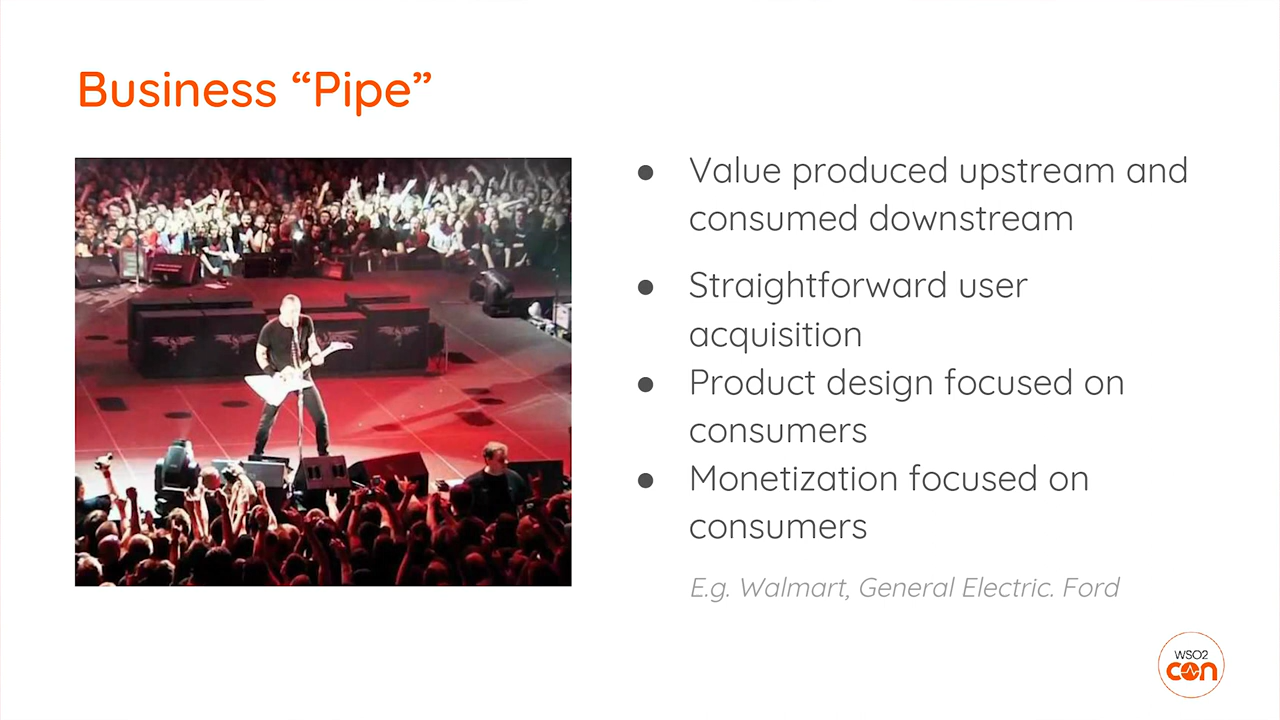 Business “Pipe”
● Value produced upstream and
consumed downstream
● Straightforward user
acquisition
● Product design focused on
consumers
● Monetization focused on
consumers
E.g. Walmart, General Electric. Ford
WSO2
con